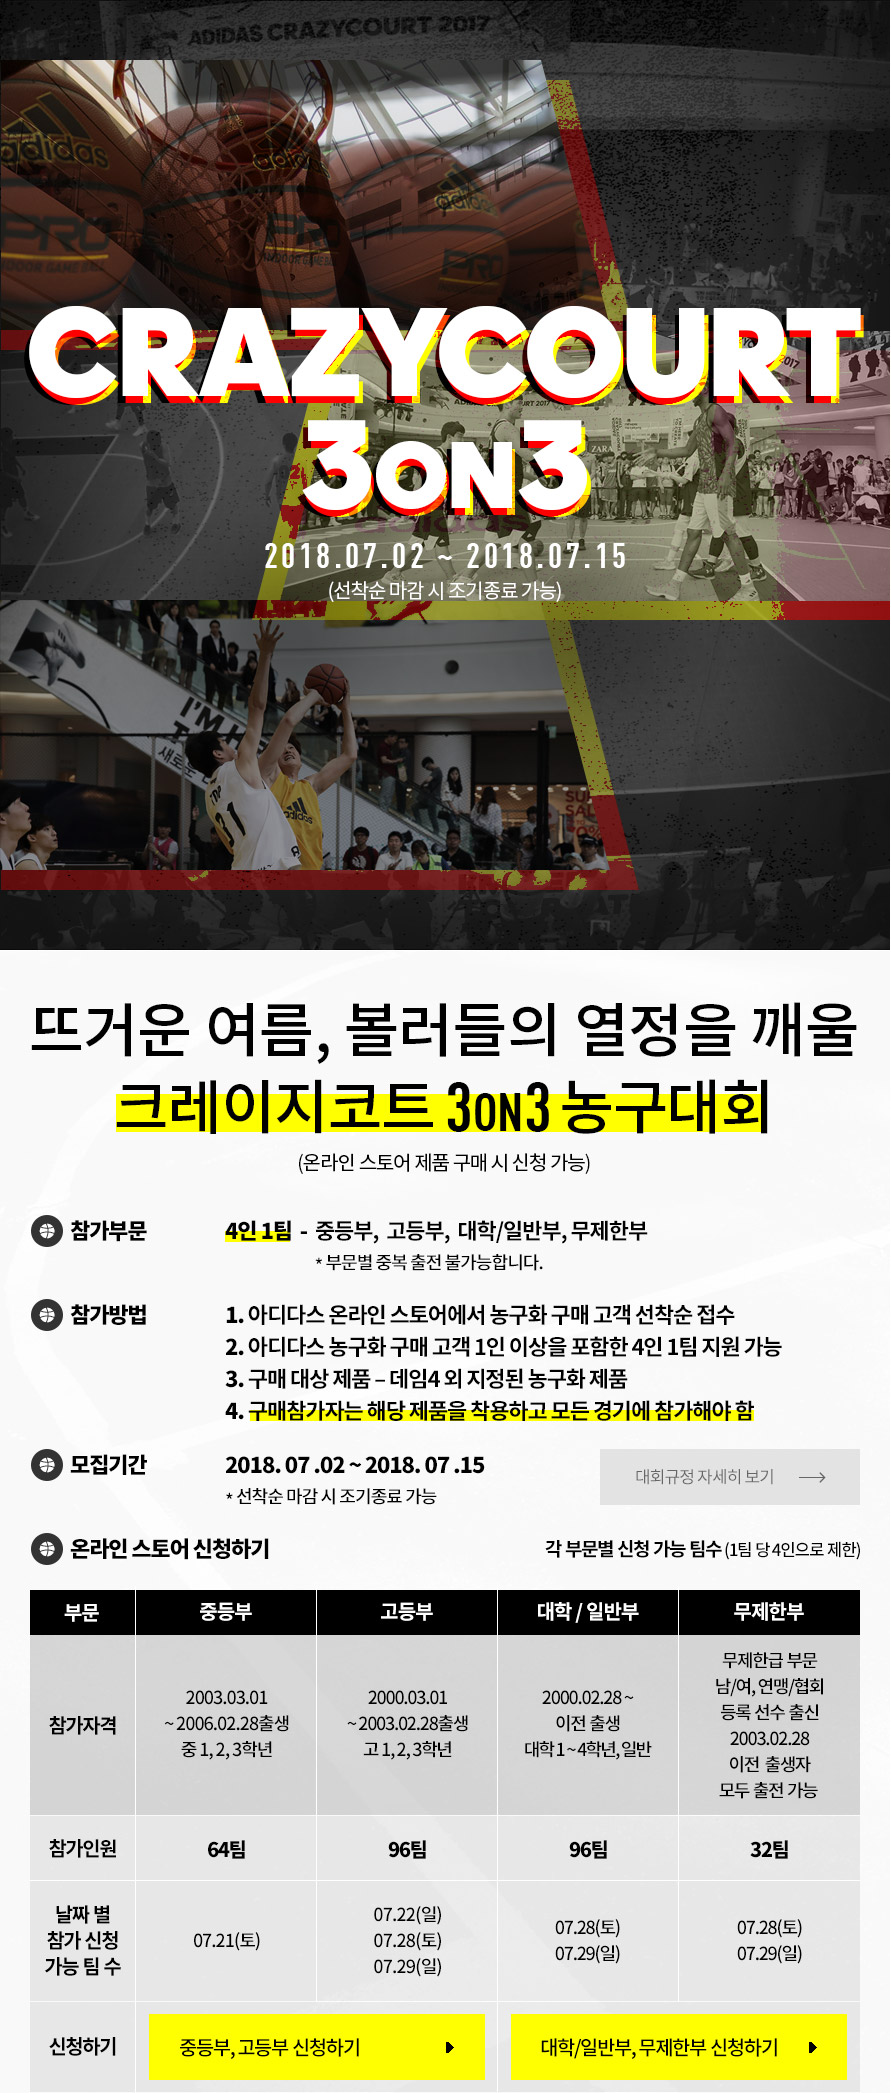 ADIDAS CRAZYCOURT 2017
adidas
adidas
adidas
PRO
PRO
PRO
INDOOR GAME BALL
CRAZYCOURT
3ON3
ZARA
2018.07.02 ~ 2018.07.15
(선착순 마감 시 조기종료 가능)
I'M
새로운
31
adidas
8
뜨거운 여름, 볼러들의 열정을 깨울
크레이지코트 3ON3 농구대회
(온라인 스토어 제품 구매 시 신청 가능)
참가부문
4인 1팀 - 중등부, 고등부, 대학/일반부, 무제한부
* 부문별 중복 출전 불가능합니다.
참가방법
1. 아디다스 온라인 스토어에서 농구화 구매 고객 선착순 접수
2. 아디다스 농구화 구매 고객 1인 이상을 포함한 4인 1팀 지원 가능
3. 구매 대상 제품 – 데임4 외 지정된 농구화 제품
4. 구매참가자는 해당 제품을 착용하고 모든 경기에 참가해야 함
모집기간
2018. 07 .02 ~ 2018. 07 .15
* 선착순 마감 시 조기종료 가능
대회규정 자세히 보기
온라인 스토어 신청하기
각 부문별 신청 가능 팀수 (1팀 당 4인으로 제한)
부문 중등부 고등부 대학 / 일반부 무제한부
참가자격
2003.03.01
~ 2006.02.28출생
중 1, 2, 3학년
2000.03.01
~ 2003.02.28출생
고 1, 2, 3학년
2000.02.28 ~
이전 출생
대학 1 ~ 4학년, 일반
무제한급 부문
남/여, 연맹/협회
등록 선수 출신
2003.02.28
이전 출생자
모두 출전 가능
참가인원 64팀 96팀 96팀 32팀
날짜 별
참가 신청
가능 팀 수
07.21(토)
07.22(일)
07.28(토)
07.29(일)
07.28(토)
07.29(일)
07.28(토)
07.29(일)
신청하기
중등부, 고등부 신청하기
대학/일반부, 무제한부 신청하기